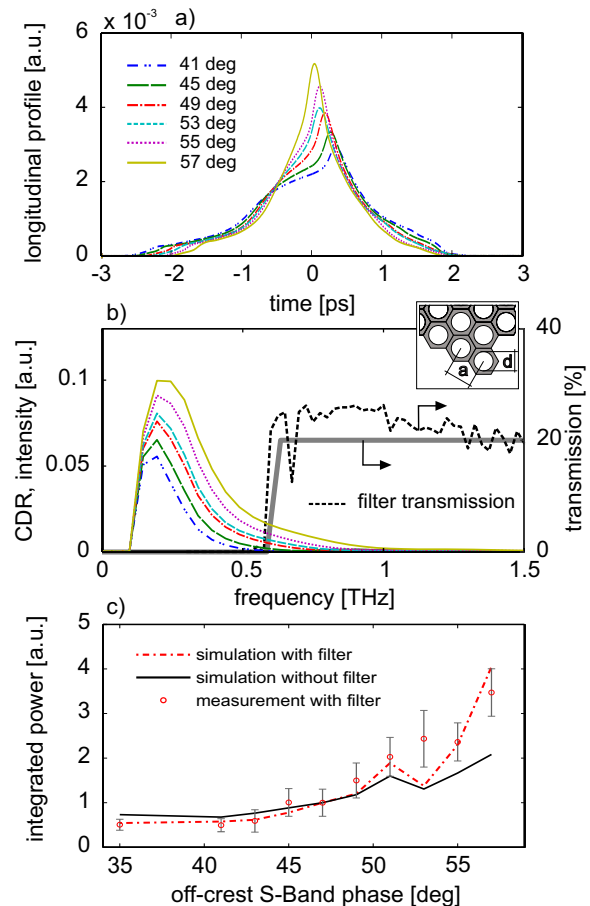 × 10⁻³ a)
6
4
2
0
longitudinal profile [a.u.]
41 deg
45 deg
49 deg
53 deg
55 deg
57 deg
-3 -2 -1 0 1 2 3
time [ps]
b)
0.1
0.05
0
CDR, intensity [a.u.]
a d
40
20
0
transmission [%]
filter transmission
0 0.5 1 1.5
frequency [THz]
c)
5
4
3
2
1
0
integrated power [a.u.]
simulation with filter
simulation without filter
measurement with filter
35 40 45 50 55
off-crest S-Band phase [deg]